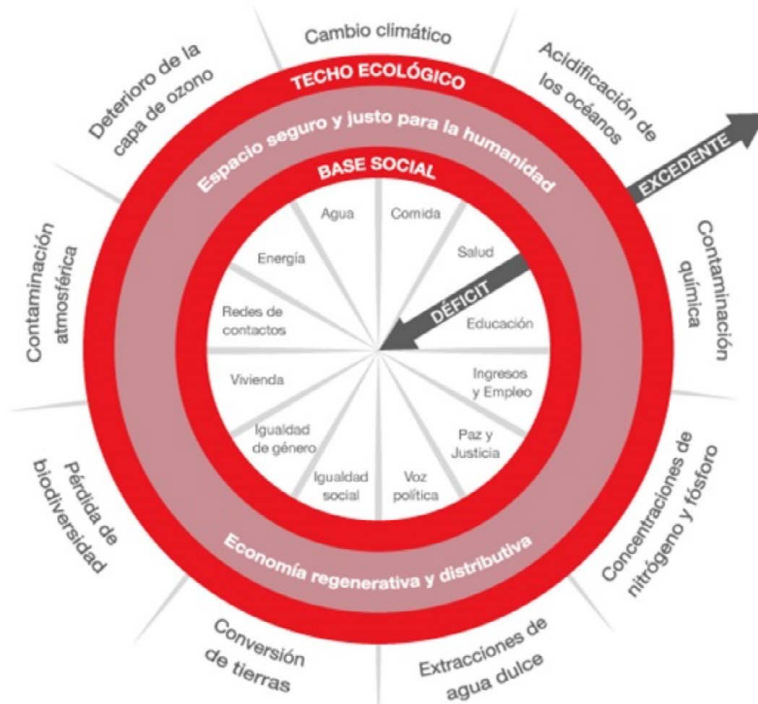 Cambio climático
Acidificación de
los océanos
EXCEDENTE
Contaminación
química
Concentraciones de
nitrógeno y fósforo
Extracciones de
agua dulce
Conversión
de tierras
Pérdida de
biodiversidad
Contaminación
atmosférica
Deterioro de la
capa de ozono
TECHO ECOLÓGICO
Espacio seguro y justo para la humanidad
BASE SOCIAL
Agua
Comida
Salud
DÉFICIT
Educación
Ingresos
y Empleo
Paz y
Justicia
Voz
política
Igualdad
social
Igualdad
de género
Vivienda
Redes de
contactos
Energía
Economía regenerativa y distributiva